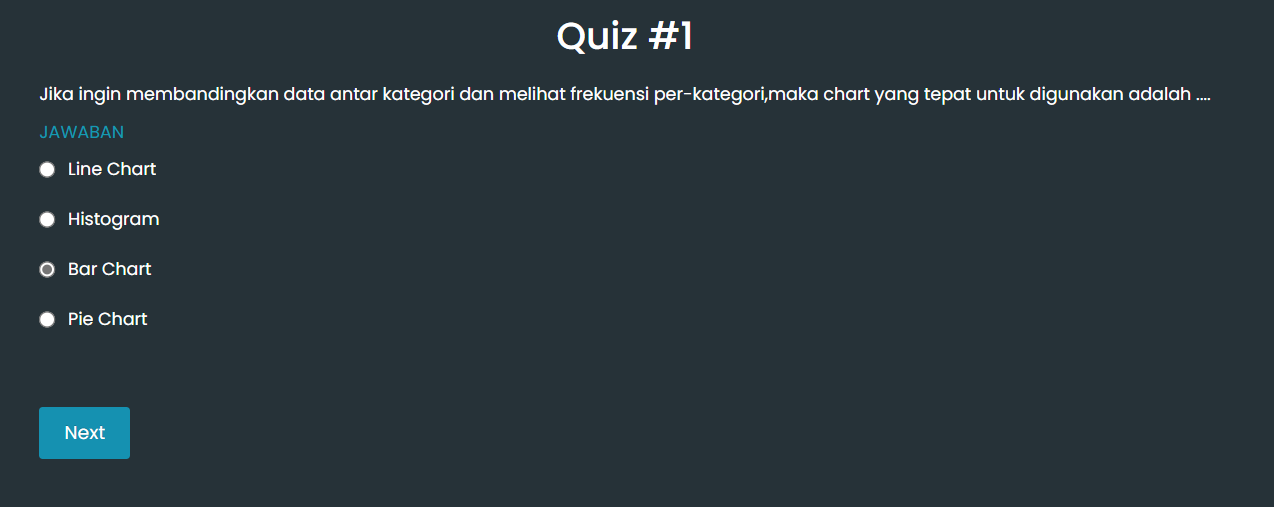 Quiz #1
Jika ingin membandingkan data antar kategori dan melihat frekuensi per-kategori,maka chart yang tepat untuk digunakan adalah ....
JAWABAN
Line Chart
Histogram
Bar Chart
Pie Chart
Next